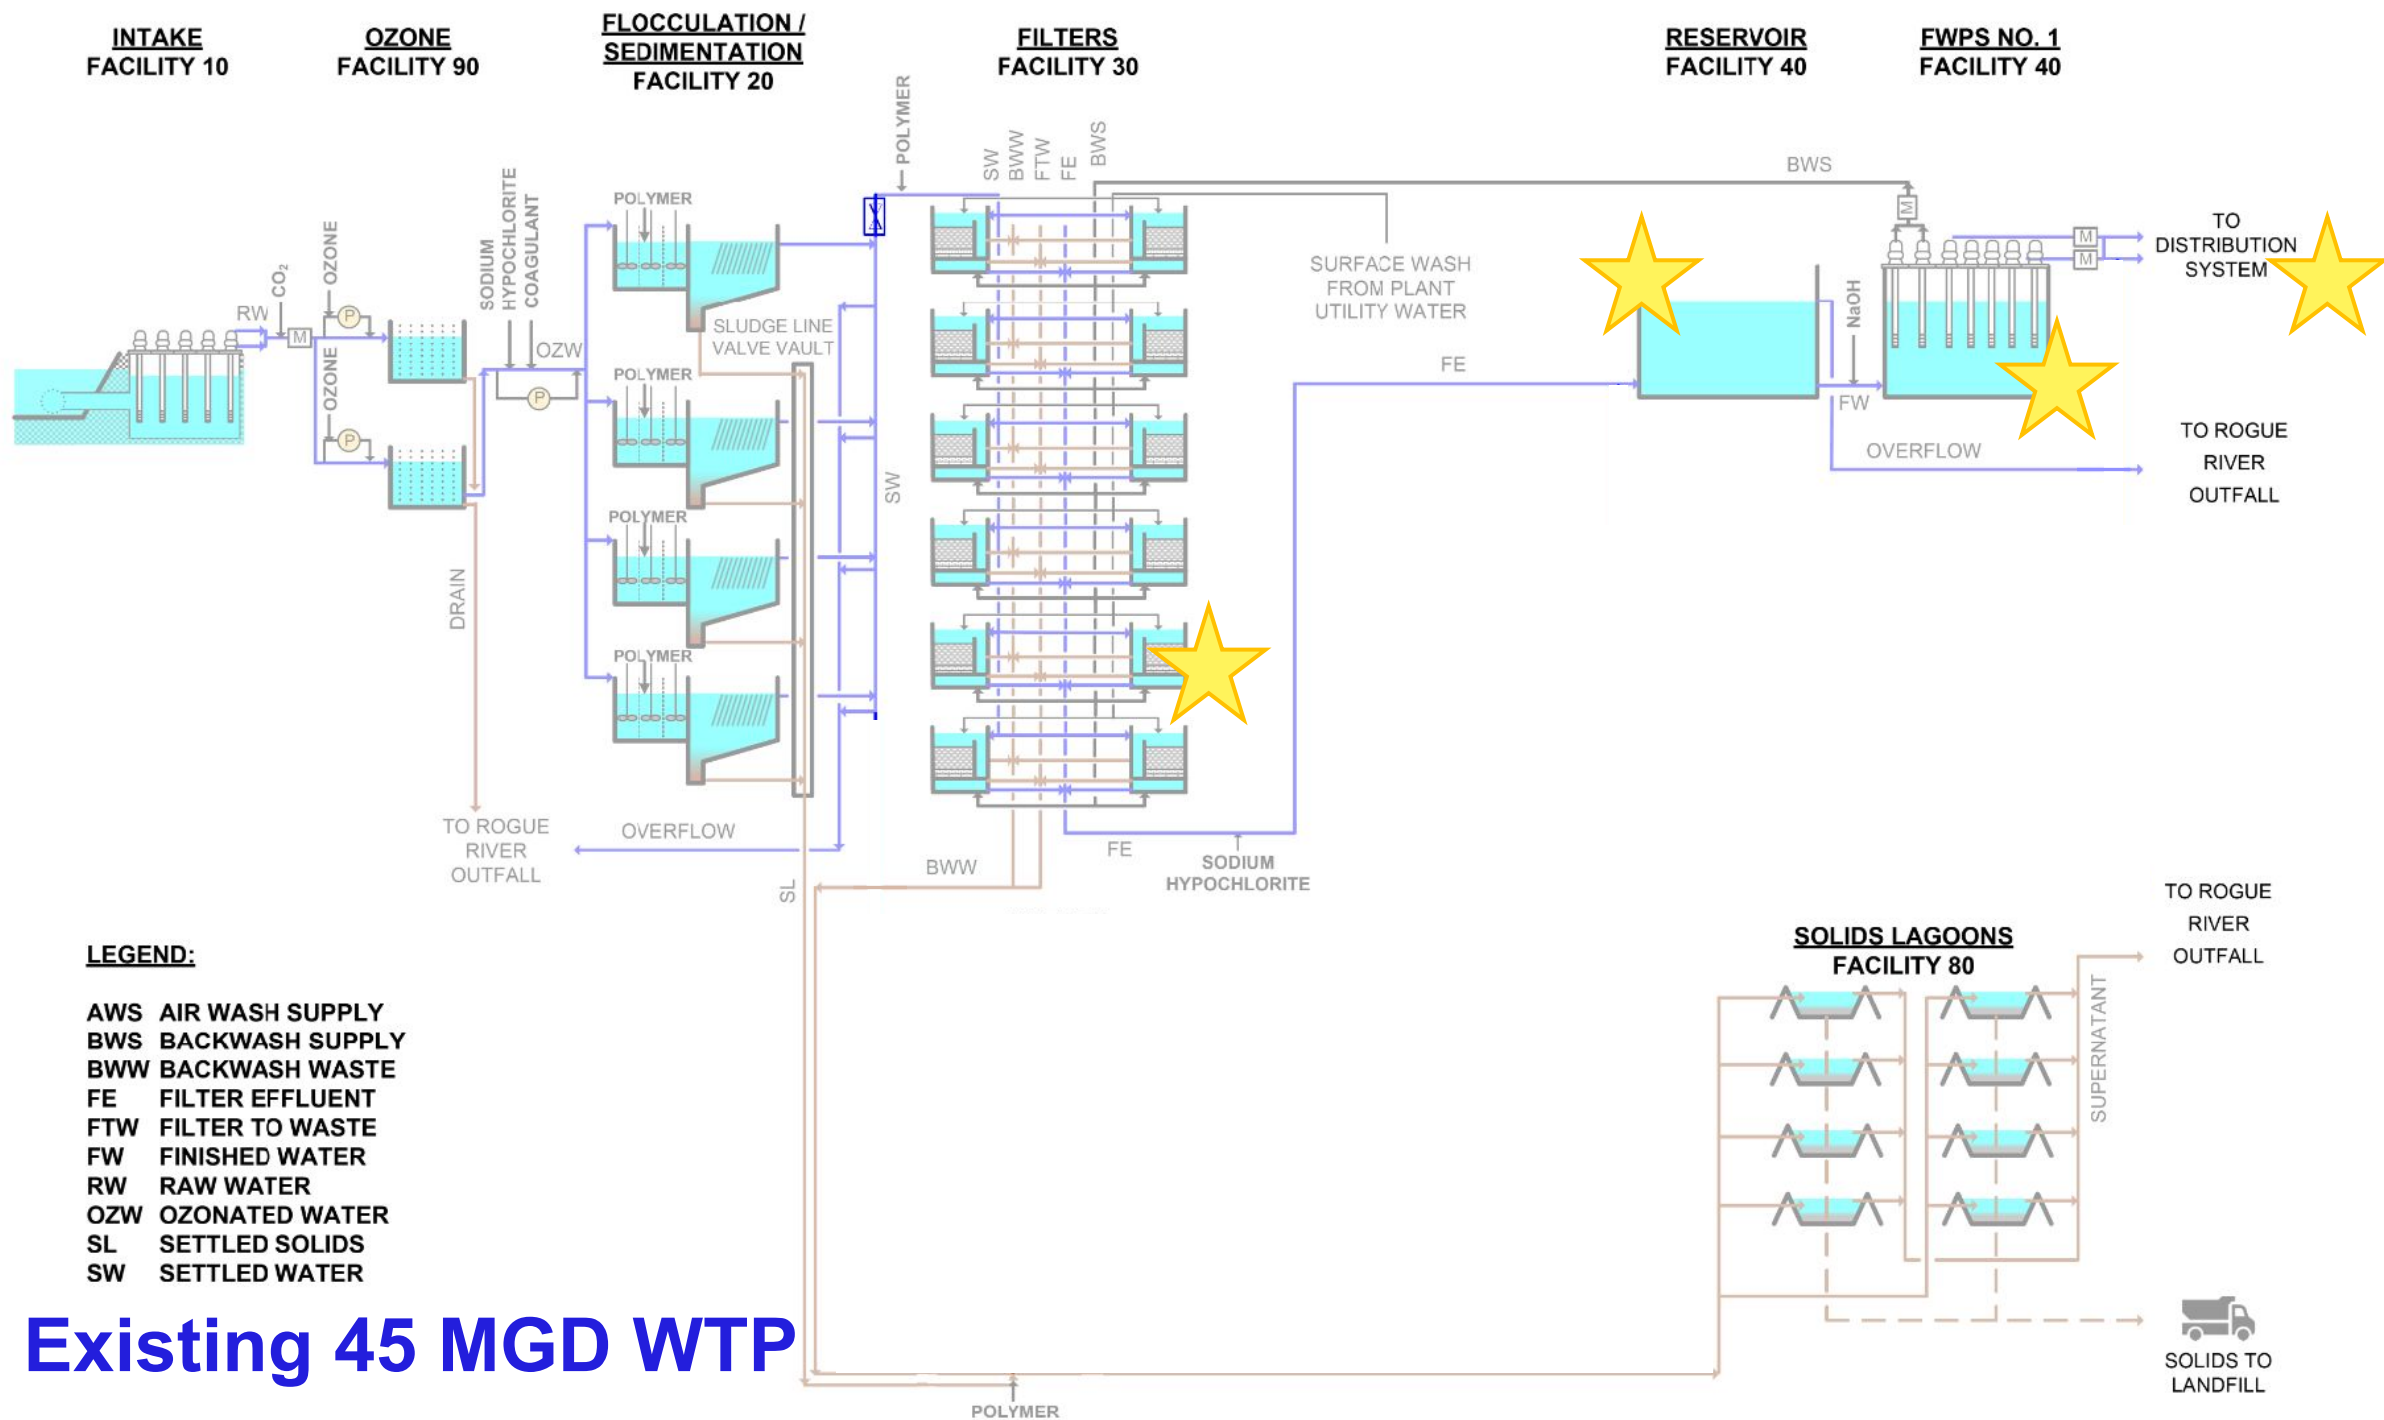 INTAKE
FACILITY 10
OZONE
FACILITY 90
FLOCCULATION /
SEDIMENTATION
FACILITY 20
FILTERS
FACILITY 30
RESERVOIR
FACILITY 40
FWPS NO. 1
FACILITY 40
RW
CO2
M
OZONE
P
OZONE
P
SODIUM
HYPOCHLORITE
COAGULANT
OZW
P
DRAIN
TO ROGUE
RIVER
OUTFALL
POLYMER
POLYMER
POLYMER
POLYMER
SLUDGE LINE
VALVE VAULT
OVERFLOW
SL
SW
POLYMER
SW
BWW
FTW
FE
BWS
SURFACE WASH
FROM PLANT
UTILITY WATER
BWW
FE
SODIUM
HYPOCHLORITE
FE
BWS
M
NaOH
FW
M
M
TO
DISTRIBUTION
SYSTEM
OVERFLOW
TO ROGUE
RIVER
OUTFALL
TO ROGUE
RIVER
OUTFALL
SOLIDS LAGOONS
FACILITY 80
SUPERNATANT
SOLIDS TO
LANDFILL
POLYMER
LEGEND:
AWS AIR WASH SUPPLY
BWS BACKWASH SUPPLY
BWW BACKWASH WASTE
FE FILTER EFFLUENT
FTW FILTER TO WASTE
FW FINISHED WATER
RW RAW WATER
OZW OZONATED WATER
SL SETTLED SOLIDS
SW SETTLED WATER
Existing 45 MGD WTP